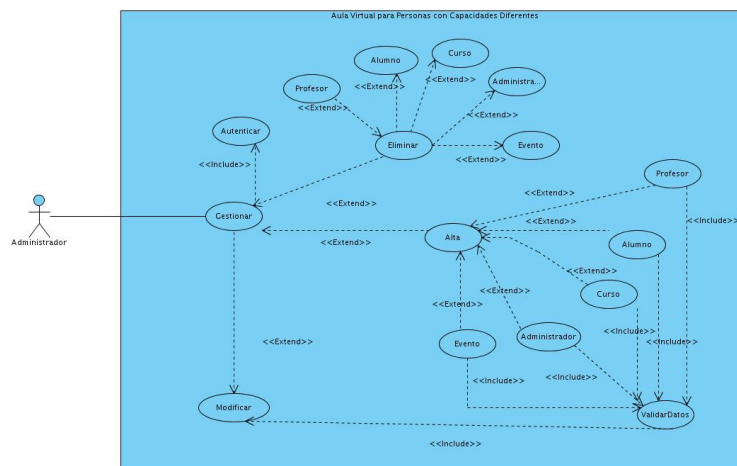 Aula Virtual para Personas con Capacidades Diferentes
Curso
Alumno
Administra...
Profesor
<<Extend>>
<<Extend>>
<<Extend>>
<<Extend>>
<<Extend>>
Autenticar
Eliminar
Evento
<<Extend>>
<<Include>>
Profesor
<<Extend>>
<<Extend>>
Gestionar
<<Extend>>
<<Include>>
Administrador
<<Extend>>
Alta
Alumno
<<Extend>>
Curso
<<Extend>>
<<Extend>>
<<Include>>
<<Extend>>
Evento
Administrador
<<Include>>
<<Include>>
<<Include>>
Modificar
ValidarDatos
<<Include>>